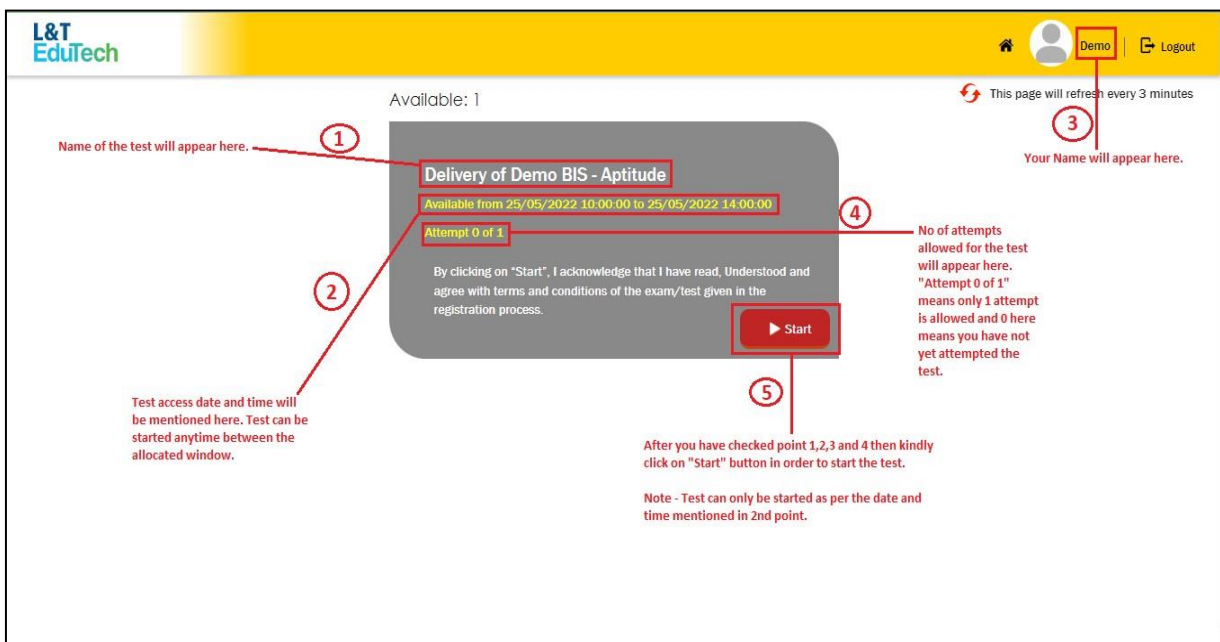 L&T
EduTech
Demo
Logout
This page will refresh every 3 minutes
Available: 1
1
Name of the test will appear here.
3
Your Name will appear here.
Delivery of Demo BIS - Aptitude
Available from 25/05/2022 10:00:00 to 25/05/2022 14:00:00
Attempt 0 of 1
4
No of attempts
allowed for the test
will appear here.
"Attempt 0 of 1"
means only 1 attempt
is allowed and 0 here
means you have not
yet attempted the
test.
By clicking on "Start", I acknowledge that I have read, Understood and
agree with terms and conditions of the exam/test given in the
registration process.
Start
2
Test access date and time will
be mentioned here. Test can be
started anytime between the
allocated window.
5
After you have checked point 1,2,3 and 4 then kindly
click on "Start" button in order to start the test.
Note - Test can only be started as per the date and
time mentioned in 2nd point.